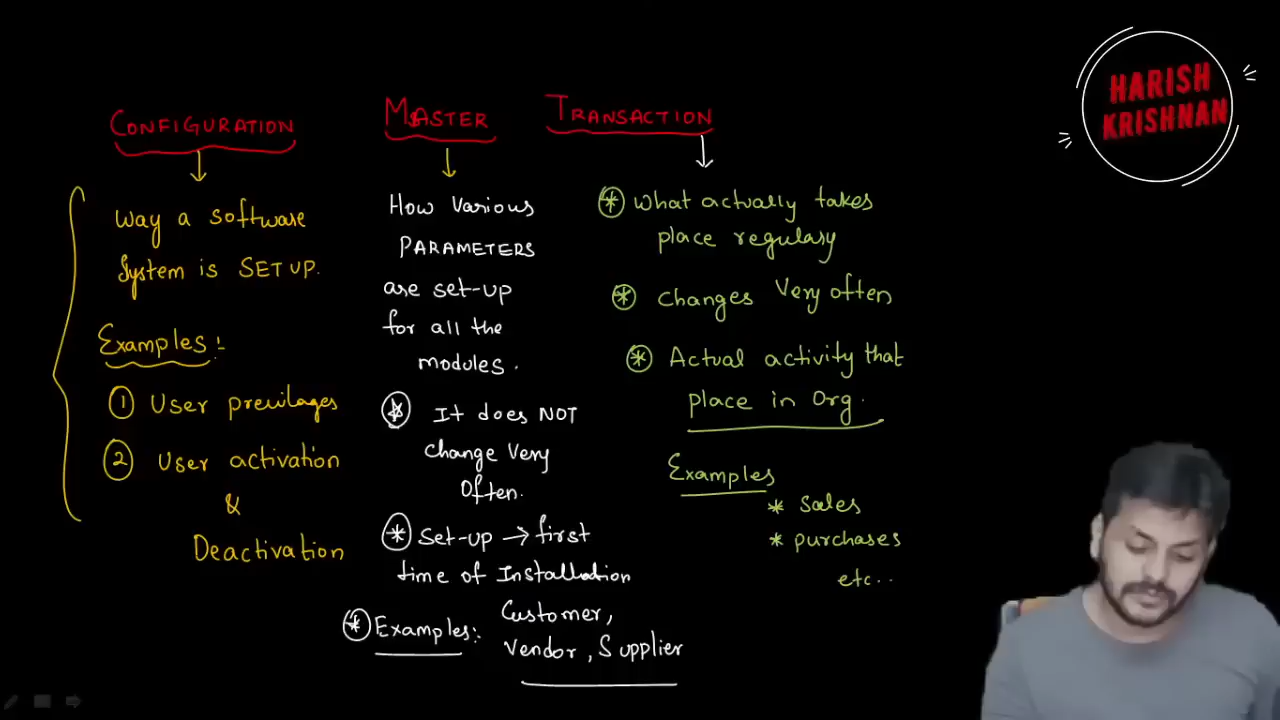 CONFIGURATION
way a software
System is SETUP.
Examples:
1 User previlages
2 User activation
&
Deactivation
MASTER
How Various
PARAMETERS
are set-up
for all the
modules.
* It does NOT
change Very
Often.
* Set-up → first
time of Installation
* Examples:
Customer,
Vendor, Supplier
TRANSACTION
* what actually takes
place regulary
* changes Very often
* Actual activity that
place in Org.
Examples
* sales
* purchases
etc..
HARISH
KRISHNAN